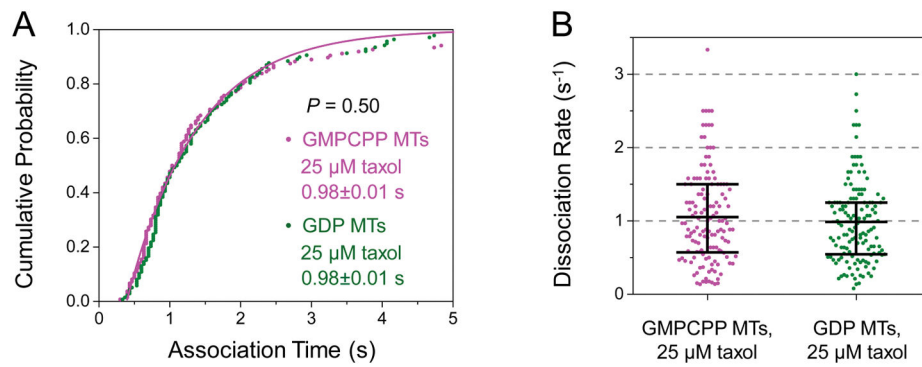 A
Cumulative Probability
1.0
0.8
0.6
0.4
0.2
0.0
P = 0.50
GMPCPP MTs
25 µM taxol
0.98±0.01 s
GDP MTs
25 µM taxol
0.98±0.01 s
0 1 2 3 4 5
Association Time (s)
B
Dissociation Rate (s⁻¹)
3
2
1
0
GMPCPP MTs,
25 µM taxol
GDP MTs,
25 µM taxol